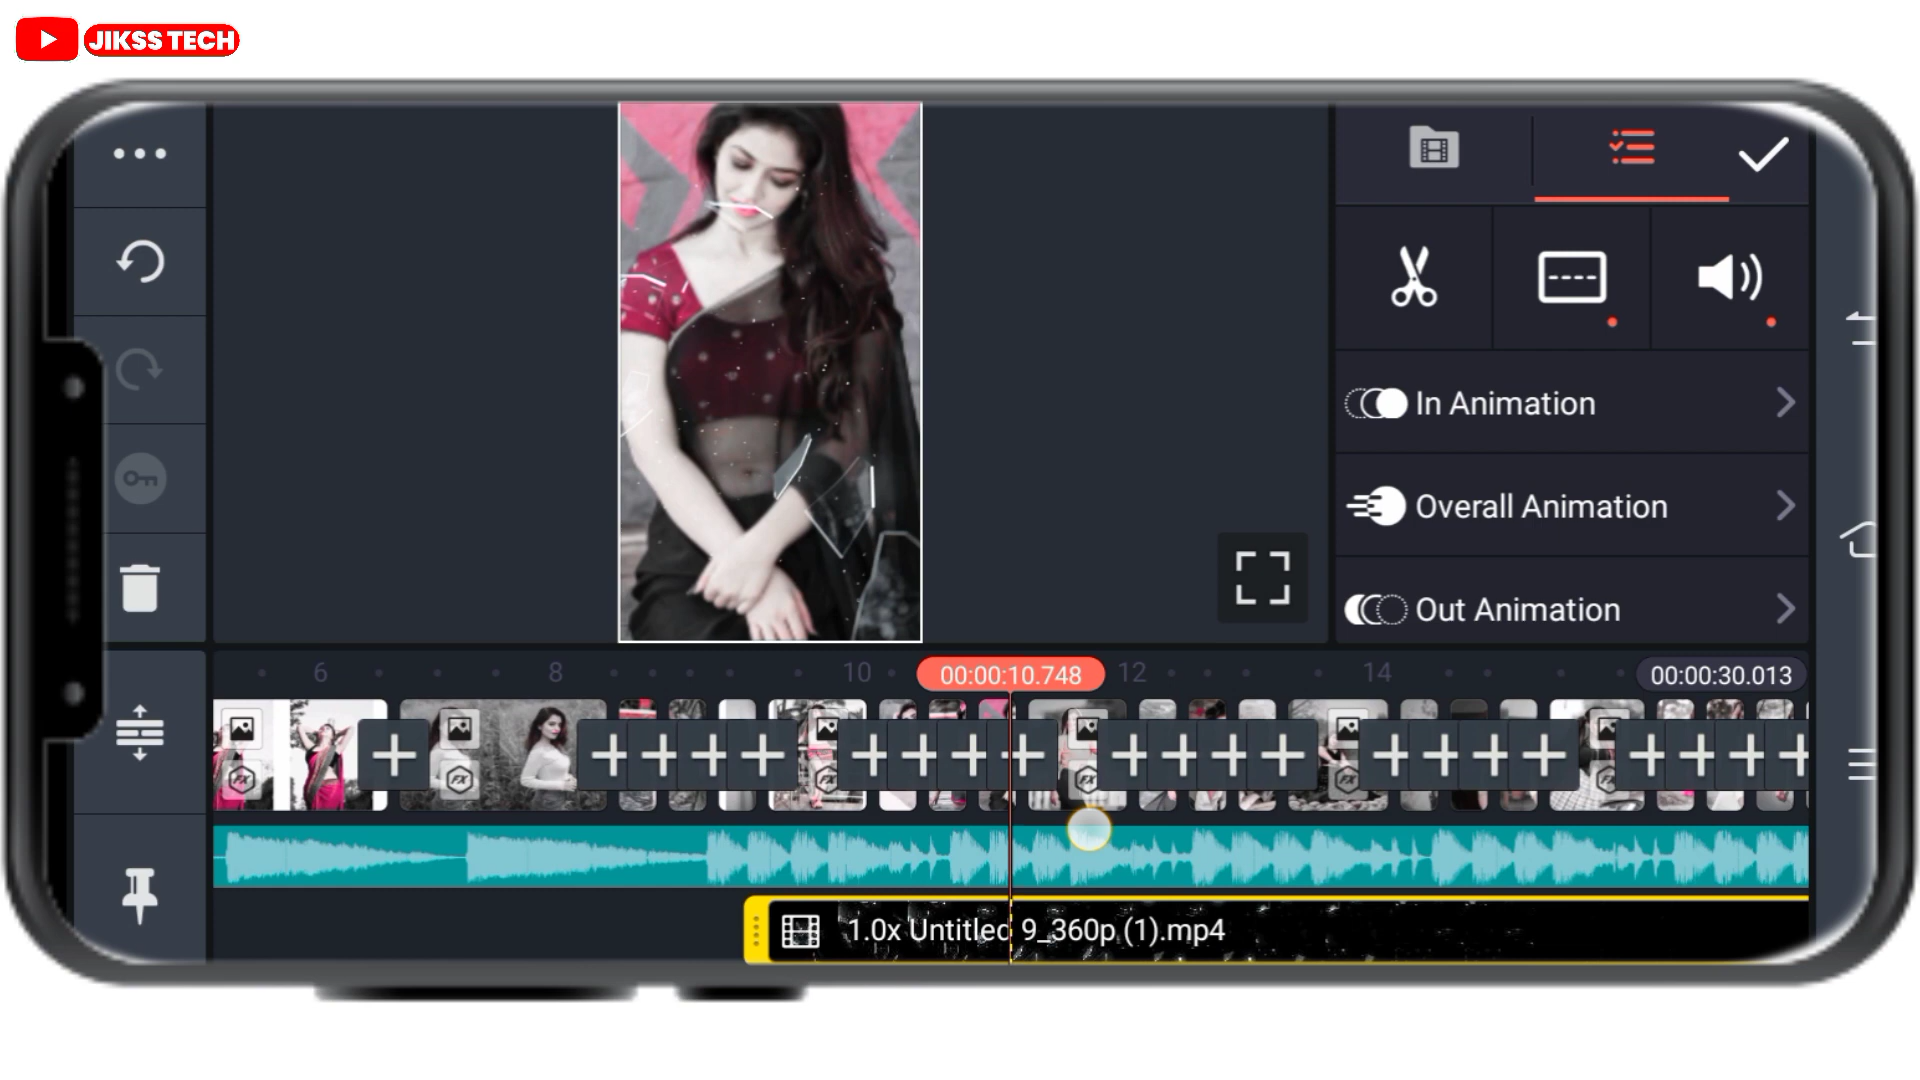 JIKSS TECH
In Animation
Overall Animation
Out Animation
6
8
10
00:00:10.748
12
14
00:00:30.013
1.0x Untitled 9_360p (1).mp4